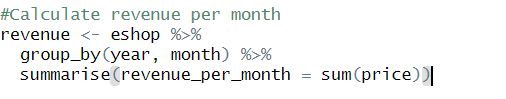 #Calculate revenue per month
revenue <- eshop %>%
  group_by(year, month) %>%
  summarise(revenue_per_month = sum(price))